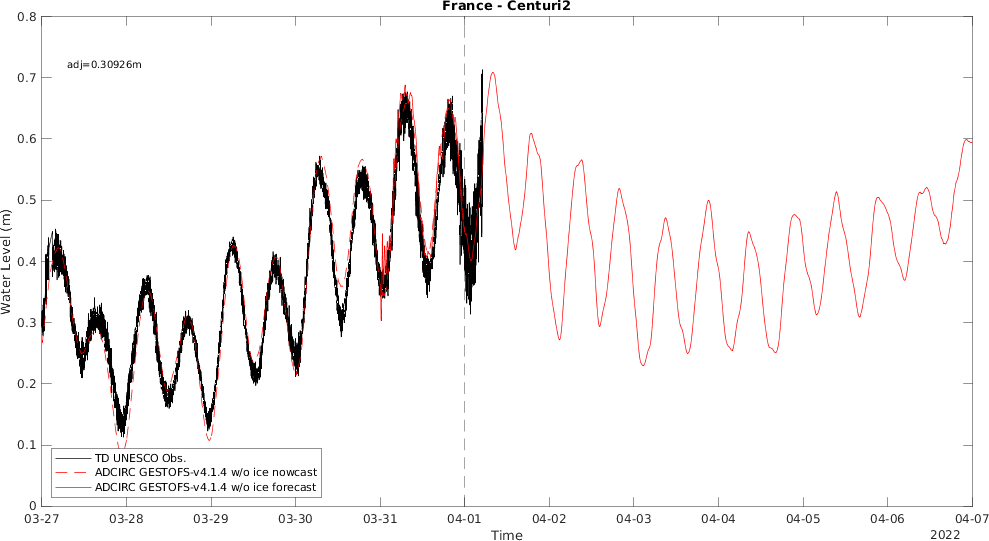 France - Centuri2
adj=0.30926m
Water Level (m)
0.8
0.7
0.6
0.5
0.4
0.3
0.2
0.1
0
TD UNESCO Obs.
ADCIRC GESTOFS-v4.1.4 w/o ice nowcast
ADCIRC GESTOFS-v4.1.4 w/o ice forecast
03-27 03-28 03-29 03-30 03-31 04-01 04-02 04-03 04-04 04-05 04-06 04-07
Time
2022